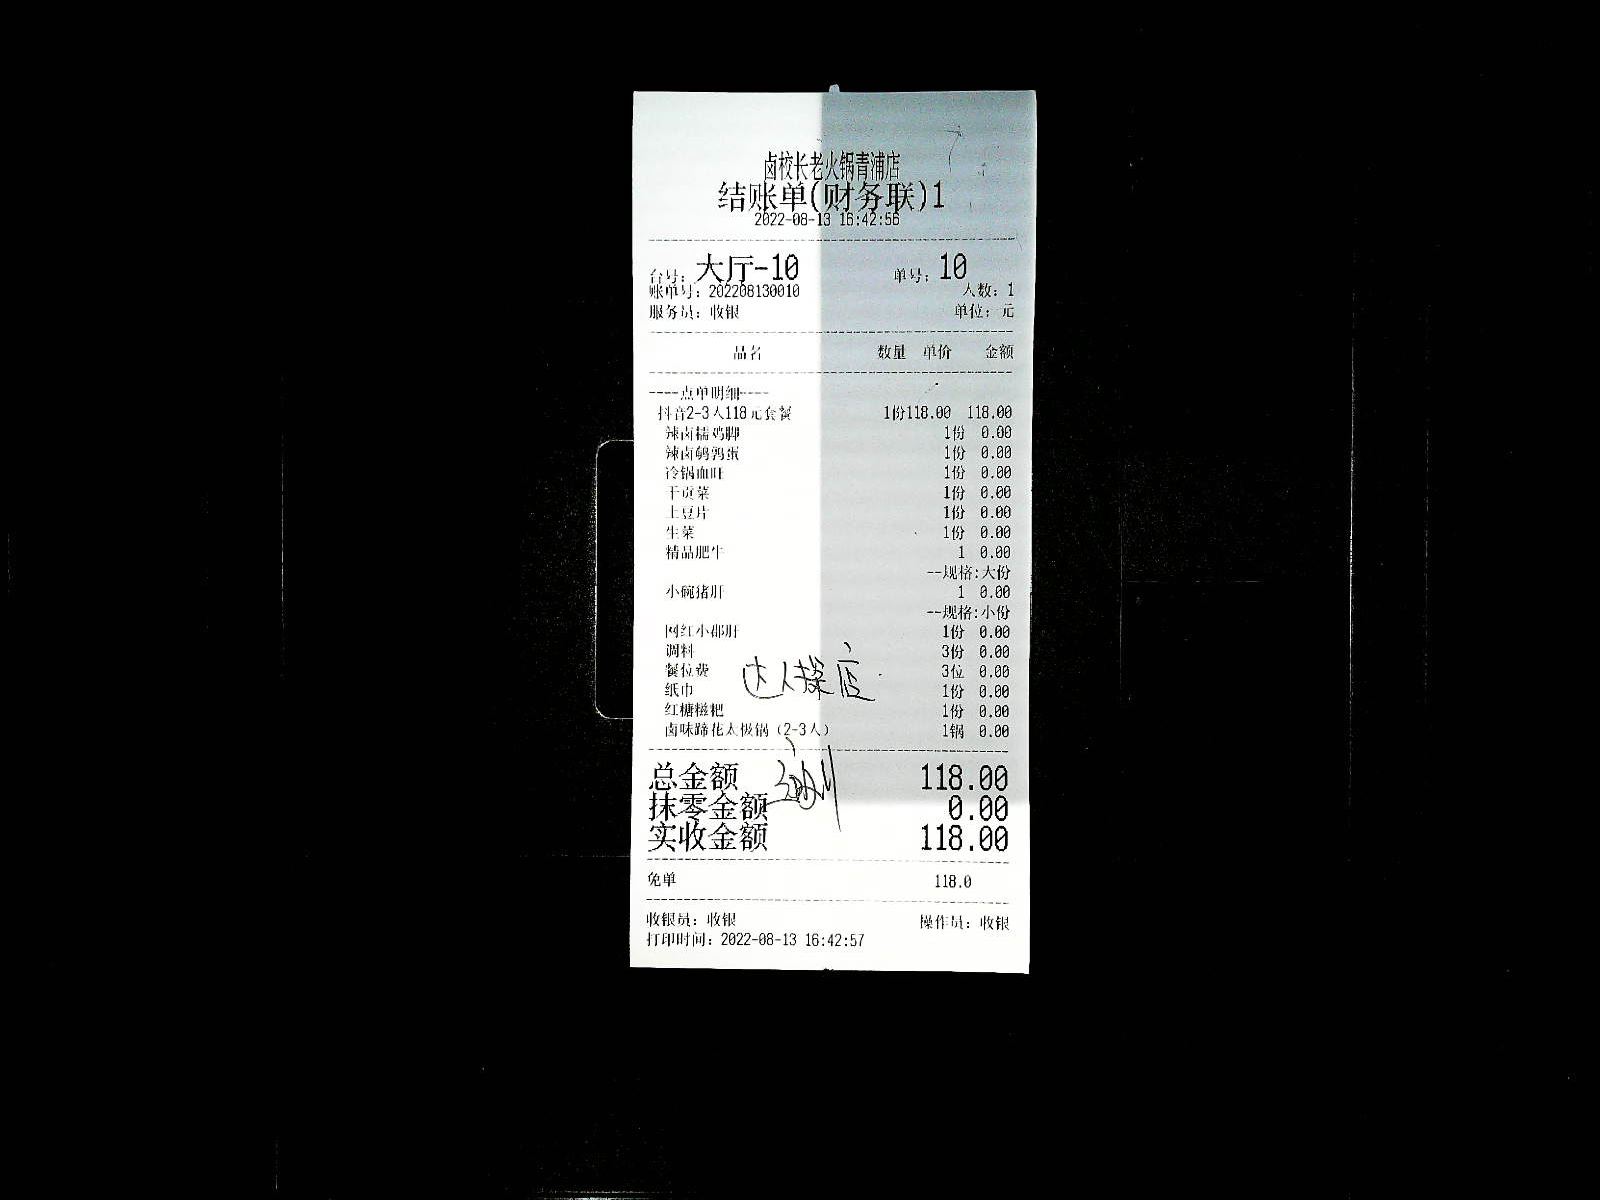 卤校长老火锅青浦店
结账单(财务联)1
2022-08-13 16:42:56
台号: 大厅-10 单号: 10
账单号: 202208130010 人数: 1
服务员: 收银 单位: 元
品名 数量 单价 金额
----点单明细----
抖音2-3人118元套餐 1份118.00 118.00
辣卤糯鸡脚 1份 0.00
辣卤鹌鹑蛋 1份 0.00
冷锅血旺 1份 0.00
干贡菜 1份 0.00
土豆片 1份 0.00
生菜 1份 0.00
精品肥牛 1 0.00
--规格:大份
小碗猪肝 1 0.00
--规格:小份
网红小郡肝 1份 0.00
调料 3份 0.00
餐位费 3位 0.00
达人探店
纸巾 1份 0.00
红糖糍粑 1份 0.00
卤味蹄花太极锅(2-3人) 1锅 0.00
总金额 118.00
抹零金额 0.00
实收金额 118.00
免单 118.0
收银员: 收银 操作员: 收银
打印时间: 2022-08-13 16:42:57